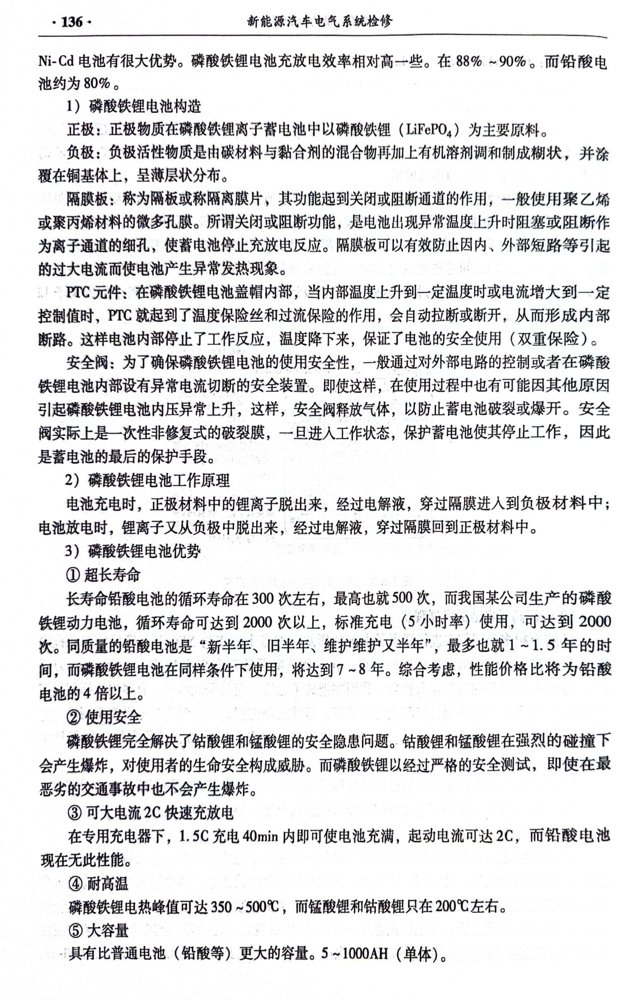 ·136·
新能源汽车电气系统检修
Ni-Cd 电池有很大优势。磷酸铁锂电池充放电效率相对高一些。在 88% ~90%。而铅酸电
池约为 80%。
1）磷酸铁锂电池构造
正极：正极物质在磷酸铁锂离子蓄电池中以磷酸铁锂（LiFePO₄）为主要原料。
负极：负极活性物质是由碳材料与黏合剂的混合物再加上有机溶剂调和制成糊状，并涂
覆在铜基体上，呈薄层状分布。
隔膜板：称为隔板或称隔离膜片，其功能起到关闭或阻断通道的作用，一般使用聚乙烯
或聚丙烯材料的微多孔膜。所谓关闭或阻断功能，是电池出现异常温度上升时阻塞或阻断作
为离子通道的细孔、使蓄电池停止充放电反应。隔膜板可以有效防止因内、外部短路等引起
的过大电流而使电池产生异常发热现象。
PTC 元件：在磷酸铁锂电池盖帽内部，当内部温度上升到一定温度时或电流增大到一定
控制值时，PTC 就起到了温度保险丝和过流保险的作用，会自动拉断或断开，从而形成内部
断路。这样电池内部停止了工作反应，温度降下来，保证了电池的安全使用（双重保险）。
安全阀：为了确保磷酸铁锂电池的使用安全性，一般通过对外部电路的控制或者在磷酸
铁锂电池内部设有异常电流切断的安全装置。即使这样，在使用过程中也有可能因其他原因
引起磷酸铁锂电池内压异常上升，这样，安全阀释放气体，以防止蓄电池破裂或爆开。安全
阀实际上是一次性非修复式的破裂膜，一旦进入工作状态，保护蓄电池使其停止工作，因此
是蓄电池的最后的保护手段。
2）磷酸铁锂电池工作原理
电池充电时，正极材料中的锂离子脱出来，经过电解液，穿过隔膜进入到负极材料中；
电池放电时，锂离子又从负极中脱出来，经过电解液，穿过隔膜回到正极材料中。
3）磷酸铁锂电池优势
① 超长寿命
长寿命铅酸电池的循环寿命在 300 次左右，最高也就 500 次，而我国某公司生产的磷酸
铁锂动力电池，循环寿命可达到 2000 次以上，标准充电（5 小时率）使用，可达到 2000
次。同质量的铅酸电池是“新半年、旧半年、维护维护又半年”，最多也就 1 ~ 1.5 年的时
间，而磷酸铁锂电池在同样条件下使用，将达到 7 ~8 年。综合考虑，性能价格比将为铅酸
电池的 4 倍以上。
② 使用安全
磷酸铁锂完全解决了钴酸锂和锰酸锂的安全隐患问题。钴酸锂和锰酸锂在强烈的碰撞下
会产生爆炸，对使用者的生命安全构成威胁。而磷酸铁锂以经过严格的安全测试，即使在最
恶劣的交通事故中也不会产生爆炸。
③ 可大电流 2C 快速充放电
在专用充电器下，1.5C 充电 40min 内即可使电池充满，起动电流可达 2C，而铅酸电池
现在无此性能。
④ 耐高温
磷酸铁锂电热峰值可达 350 ~500℃，而锰酸锂和钴酸锂只在 200℃左右。
⑤ 大容量
具有比普通电池（铅酸等）更大的容量。5 ~1000AH（单体）。